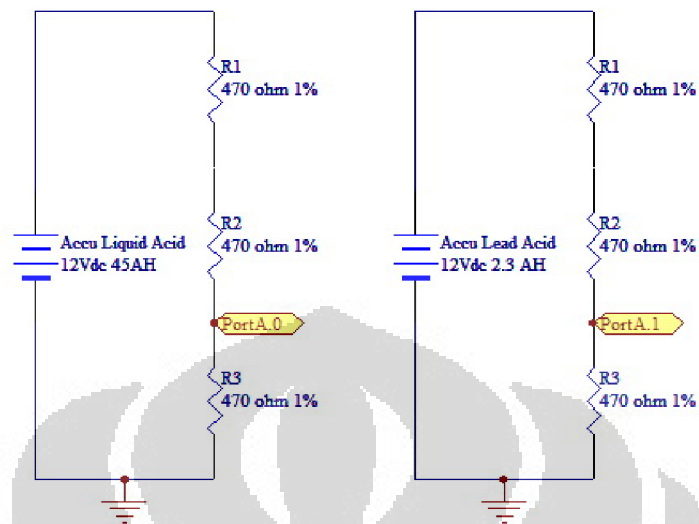 R1
470 ohm 1%
R2
470 ohm 1%
Accu Liquid Acid
12Vdc 45AH
PortA.0
R3
470 ohm 1%
R1
470 ohm 1%
R2
470 ohm 1%
Accu Lead Acid
12Vdc 2.3 AH
PortA.1
R3
470 ohm 1%